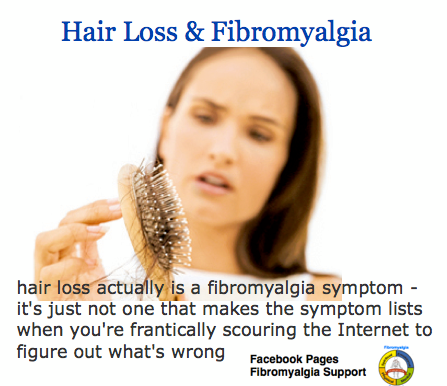 Hair Loss & Fibromyalgia
hair loss actually is a fibromyalgia symptom -
it's just not one that makes the symptom lists
when you're frantically scouring the Internet to
figure out what's wrong
Facebook Pages
Fibromyalgia Support
Fibromyalgia